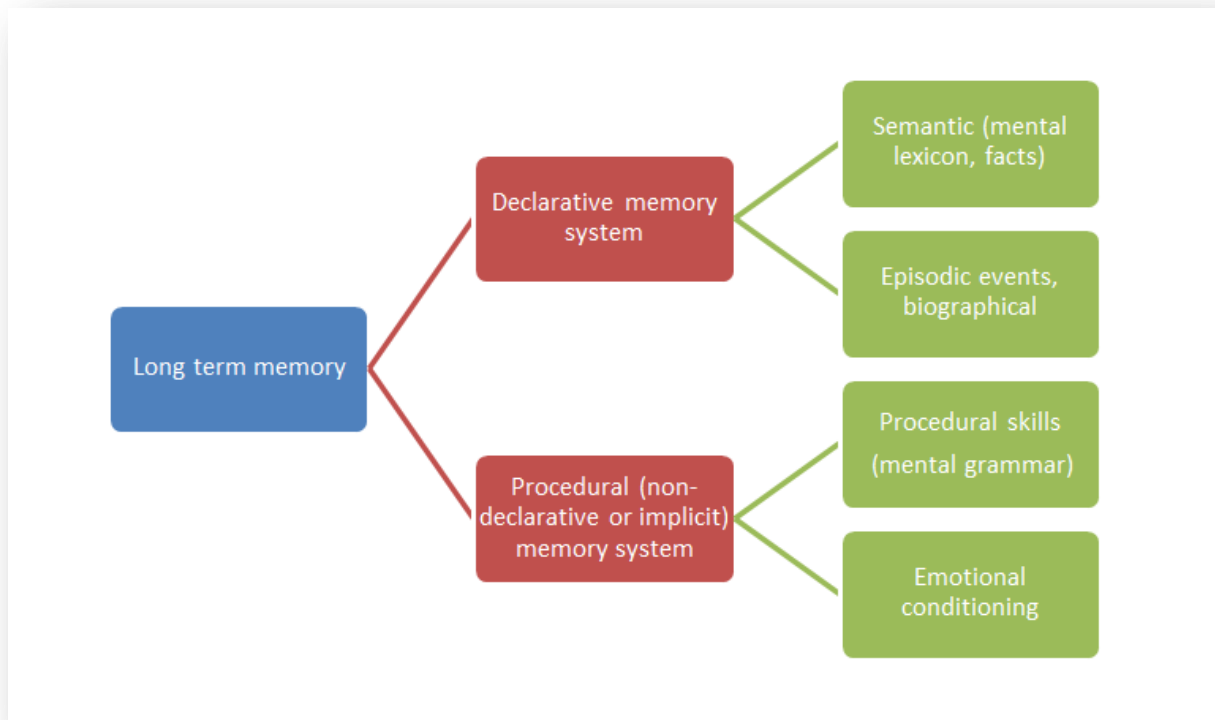 Semantic (mental
lexicon, facts)
Declarative memory
system
Episodic events,
biographical
Long term memory
Procedural skills
(mental grammar)
Procedural (non-
declarative or implicit)
memory system
Emotional
conditioning